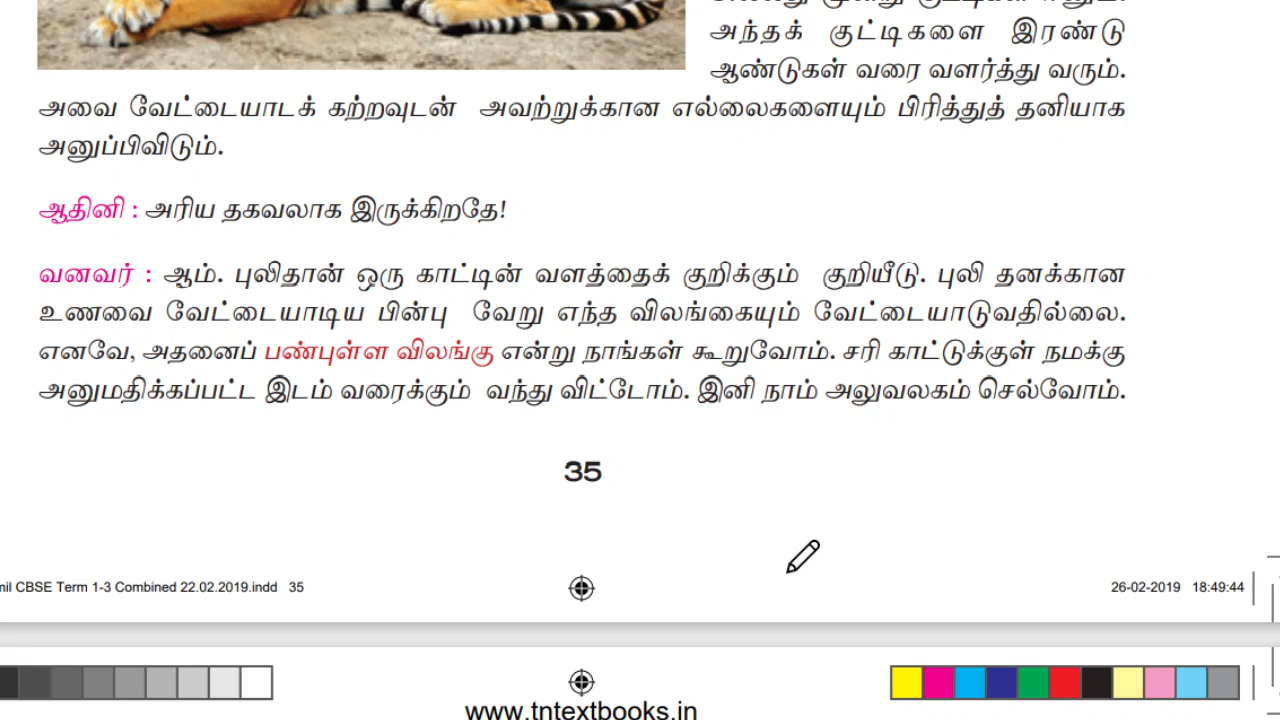 அந்தக் குட்டிகளை இரண்டு
ஆண்டுகள் வரை வளர்த்து வரும்.
அவை வேட்டையாடக் கற்றவுடன் அவற்றுக்கான எல்லைகளையும் பிரித்துத் தனியாக
அனுப்பிவிடும்.
ஆதினி : அரிய தகவலாக இருக்கிறதே!
வனவர் : ஆம். புலிதான் ஒரு காட்டின் வளத்தைக் குறிக்கும் குறியீடு. புலி தனக்கான
உணவை வேட்டையாடிய பின்பு வேறு எந்த விலங்கையும் வேட்டையாடுவதில்லை.
எனவே, அதனைப் பண்புள்ள விலங்கு என்று நாங்கள் கூறுவோம். சரி காட்டுக்குள் நமக்கு
அனுமதிக்கப்பட்ட இடம் வரைக்கும் வந்து விட்டோம். இனி நாம் அலுவலகம் செல்வோம்.
35
CBSE Term 1-3 Combined 22.02.2019.indd 35
26-02-2019 18:49:44
www.tntextbooks.in